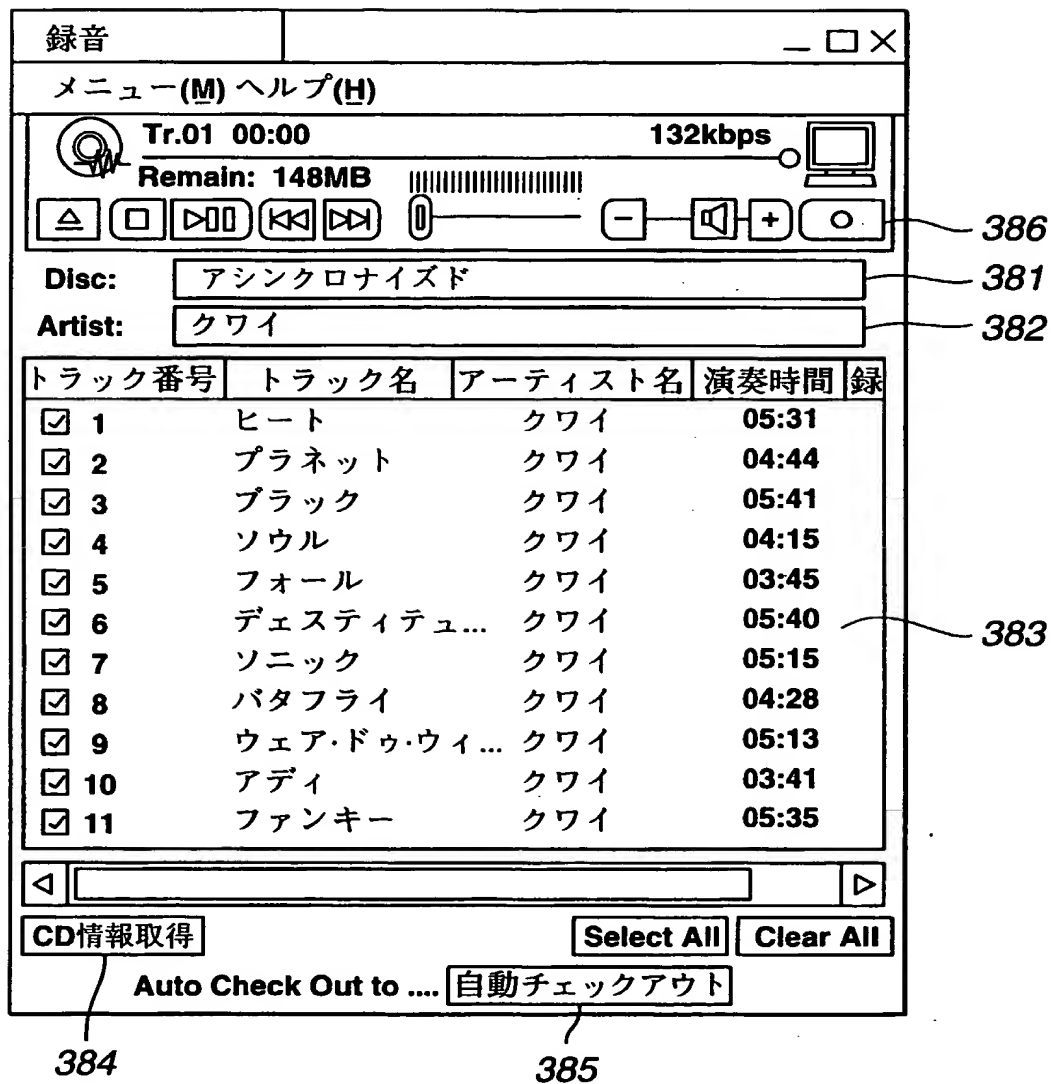 録音
メニュー(M) ヘルプ(H)
Tr.01 00:00 132kbps
Remain: 148MB
386
Disc: アシンクロナイズド 381
Artist: クワイ 382
トラック番号 トラック名 アーティスト名 演奏時間 録
1 ヒート クワイ 05:31
2 プラネット クワイ 04:44
3 ブラック クワイ 05:41
4 ソウル クワイ 04:15
5 フォール クワイ 03:45
6 デェスティテュ... クワイ 05:40 383
7 ソニック クワイ 05:15
8 バタフライ クワイ 04:28
9 ウェア·ドゥ·ウィ... クワイ 05:13
10 アディ クワイ 03:41
11 ファンキー クワイ 05:35
CD情報取得 Select All Clear All
Auto Check Out to .... 自動チェックアウト
384 385